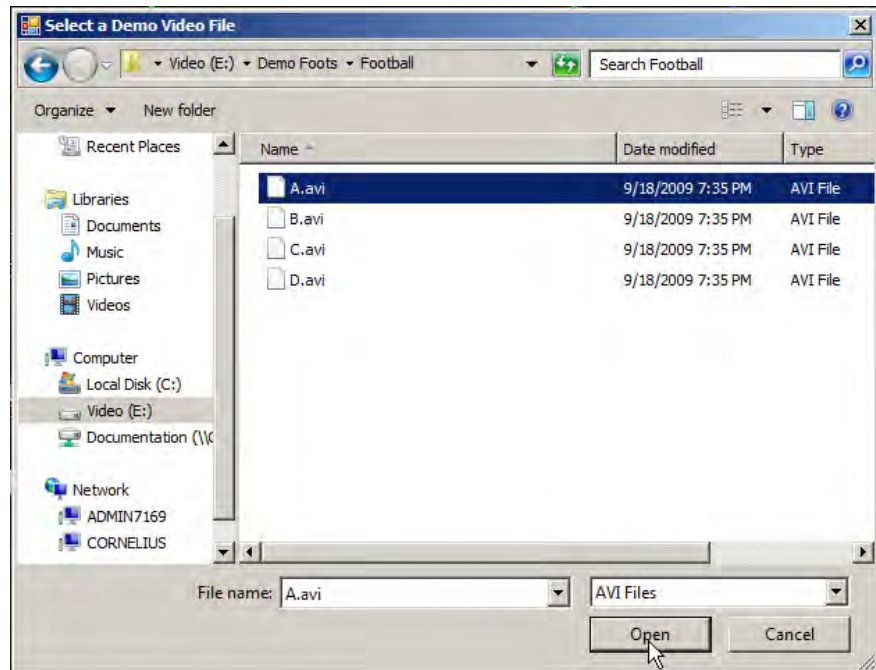 Select a Demo Video File
Video (E:) Demo Foots Football Search Football
Organize New folder
Name Date modified Type
Recent Places
Libraries
Documents
Music
Pictures
Videos
Computer
Local Disk (C:)
Video (E:)
Documentation (\\
Network
ADMIN7169
CORNELIUS
A.avi 9/18/2009 7:35 PM AVI File
B.avi 9/18/2009 7:35 PM AVI File
C.avi 9/18/2009 7:35 PM AVI File
D.avi 9/18/2009 7:35 PM AVI File
File name: A.avi AVI Files
Open Cancel